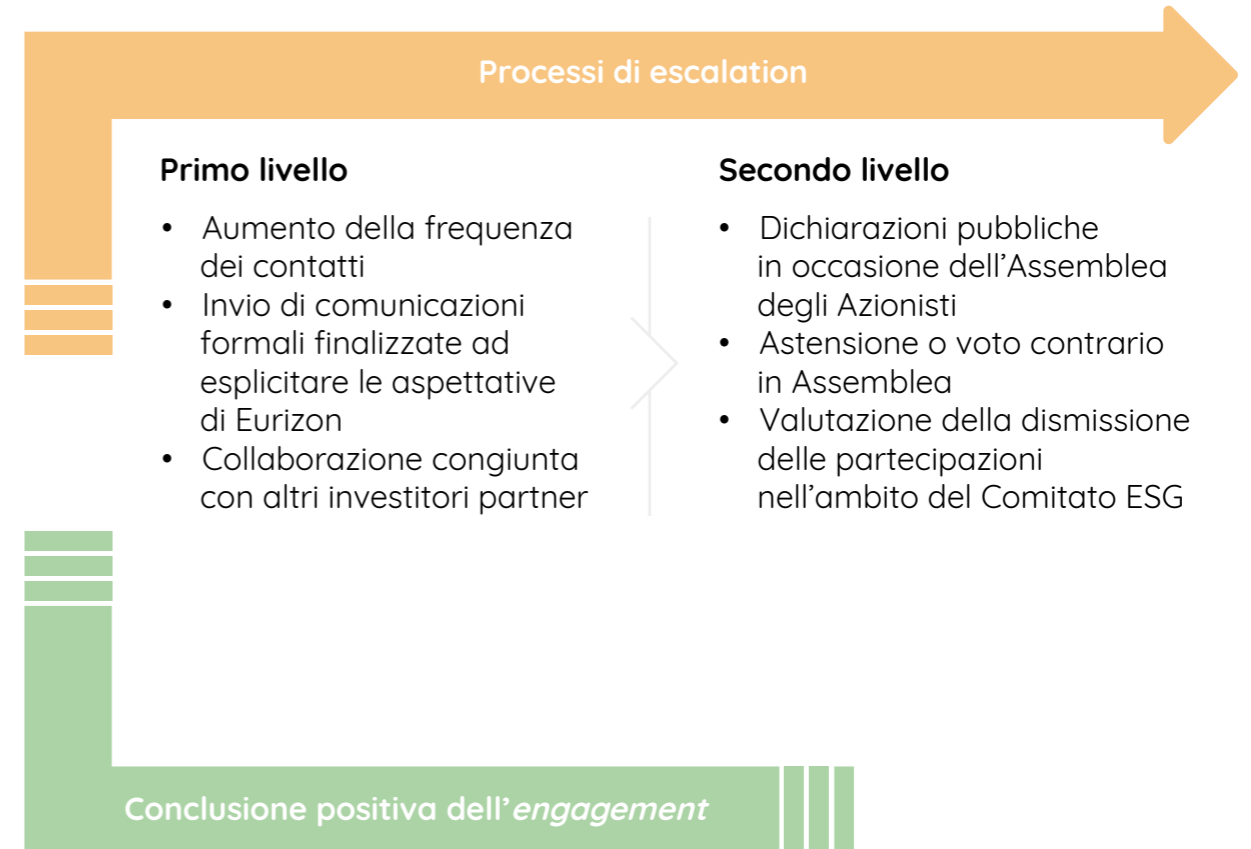 Processi di escalation
Primo livello
• Aumento della frequenza
dei contatti
• Invio di comunicazioni
formali finalizzate ad
esplicitare le aspettative
di Eurizon
• Collaborazione congiunta
con altri investitori partner
Secondo livello
• Dichiarazioni pubbliche
in occasione dell’Assemblea
degli Azionisti
• Astensione o voto contrario
in Assemblea
• Valutazione della dismissione
delle partecipazioni
nell’ambito del Comitato ESG
Conclusione positiva dell’engagement